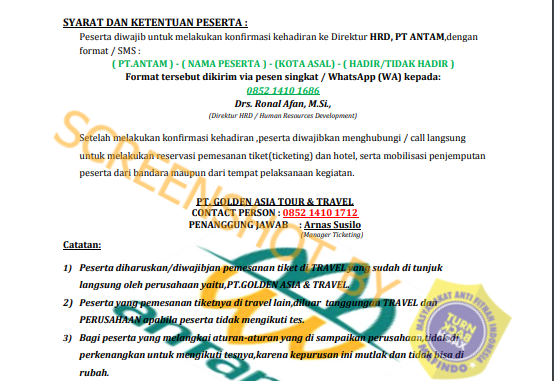 SYARAT DAN KETENTUAN PESERTA :
Peserta diwajib untuk melakukan konfirmasi kehadiran ke Direktur HRD, PT ANTAM,dengan
format / SMS :
( PT.ANTAM ) - ( NAMA PESERTA ) - (KOTA ASAL) - ( HADIR/TIDAK HADIR )
Format tersebut dikirim via pesen singkat / WhatsApp (WA) kepada:
0852 1410 1686
Drs. Ronal Afan, M.Si.,
(Direktur HRD / Human Resources Development)
Setelah melakukan konfirmasi kehadiran ,peserta diwajibkan menghubungi / call langsung
untuk melakukan reservasi pemesanan tiket(ticketing) dan hotel, serta mobilisasi penjemputan
peserta dari bandara maupun dari tempat pelaksanaan kegiatan.
PT. GOLDEN ASIA TOUR & TRAVEL
CONTACT PERSON : 0852 1410 1712
PENANGGUNG JAWAB : Arnas Susilo
(Manager Ticketing)
Catatan:
1) Peserta diharuskan/diwajibjan pemesanan tiket di TRAVEL yang sudah di tunjuk
langsung oleh perusahaan yaitu,PT.GOLDEN ASIA & TRAVEL.
2) Peserta yang pemesanan tiketnya di travel lain,diluar tanggungan TRAVEL dan
PERUSAHAAN apabila peserta tidak mengikuti tes.
3) Bagi peserta yang melangkai aturan-aturan yang di sampaikan perusahaan,tidak di
perkenangkan untuk mengikuti tesnya,karena kepurusan ini mutlak dan tidak bisa di
rubah.
SCREENSHOT BY
antam
MASYARAKAT ANTI FITNAH INDONESIA
TURN BACK HOAX
MAFINDO